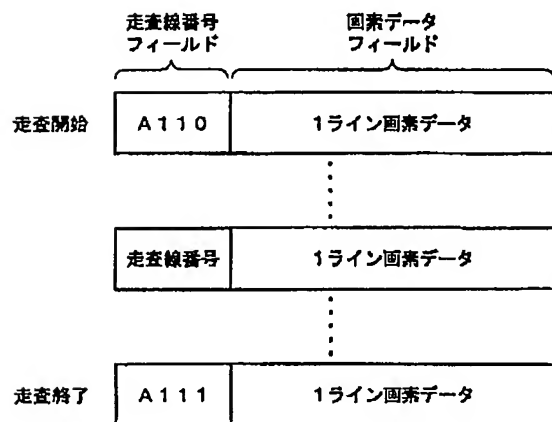 走査線番号
フィールド
画素データ
フィールド
走査開始
A110
1ライン画素データ
走査線番号
1ライン画素データ
走査終了
A111
1ライン画素データ